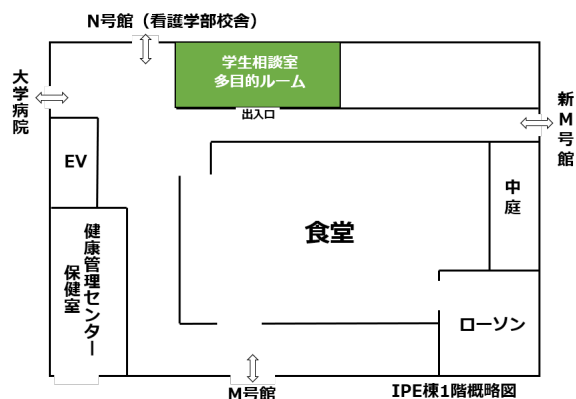 N号館（看護学部校舎）
大学病院
学生相談室
多目的ルーム
出入口
新M号館
EV
中庭
食堂
健康管理センター
保健室
ローソン
M号館
IPE棟1階概略図